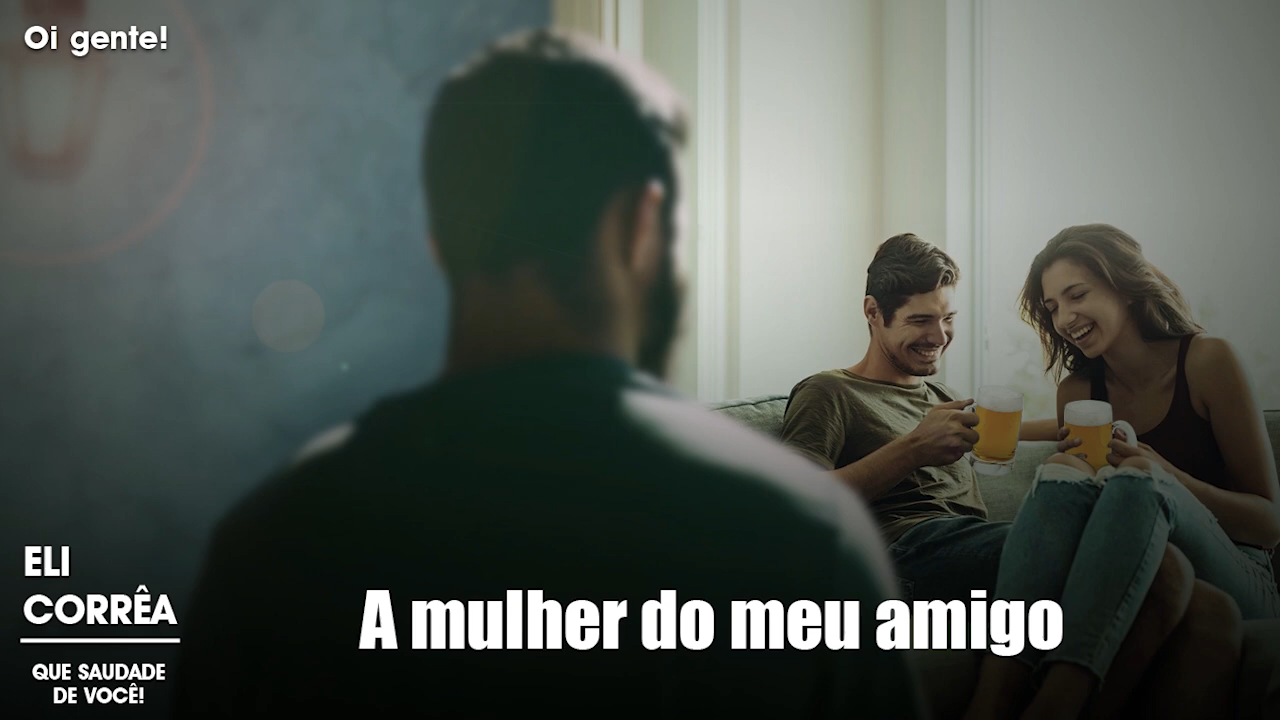 Oi gente!
ELI
CORRÊA
QUE SAUDADE
DE VOCÊ!
A mulher do meu amigo